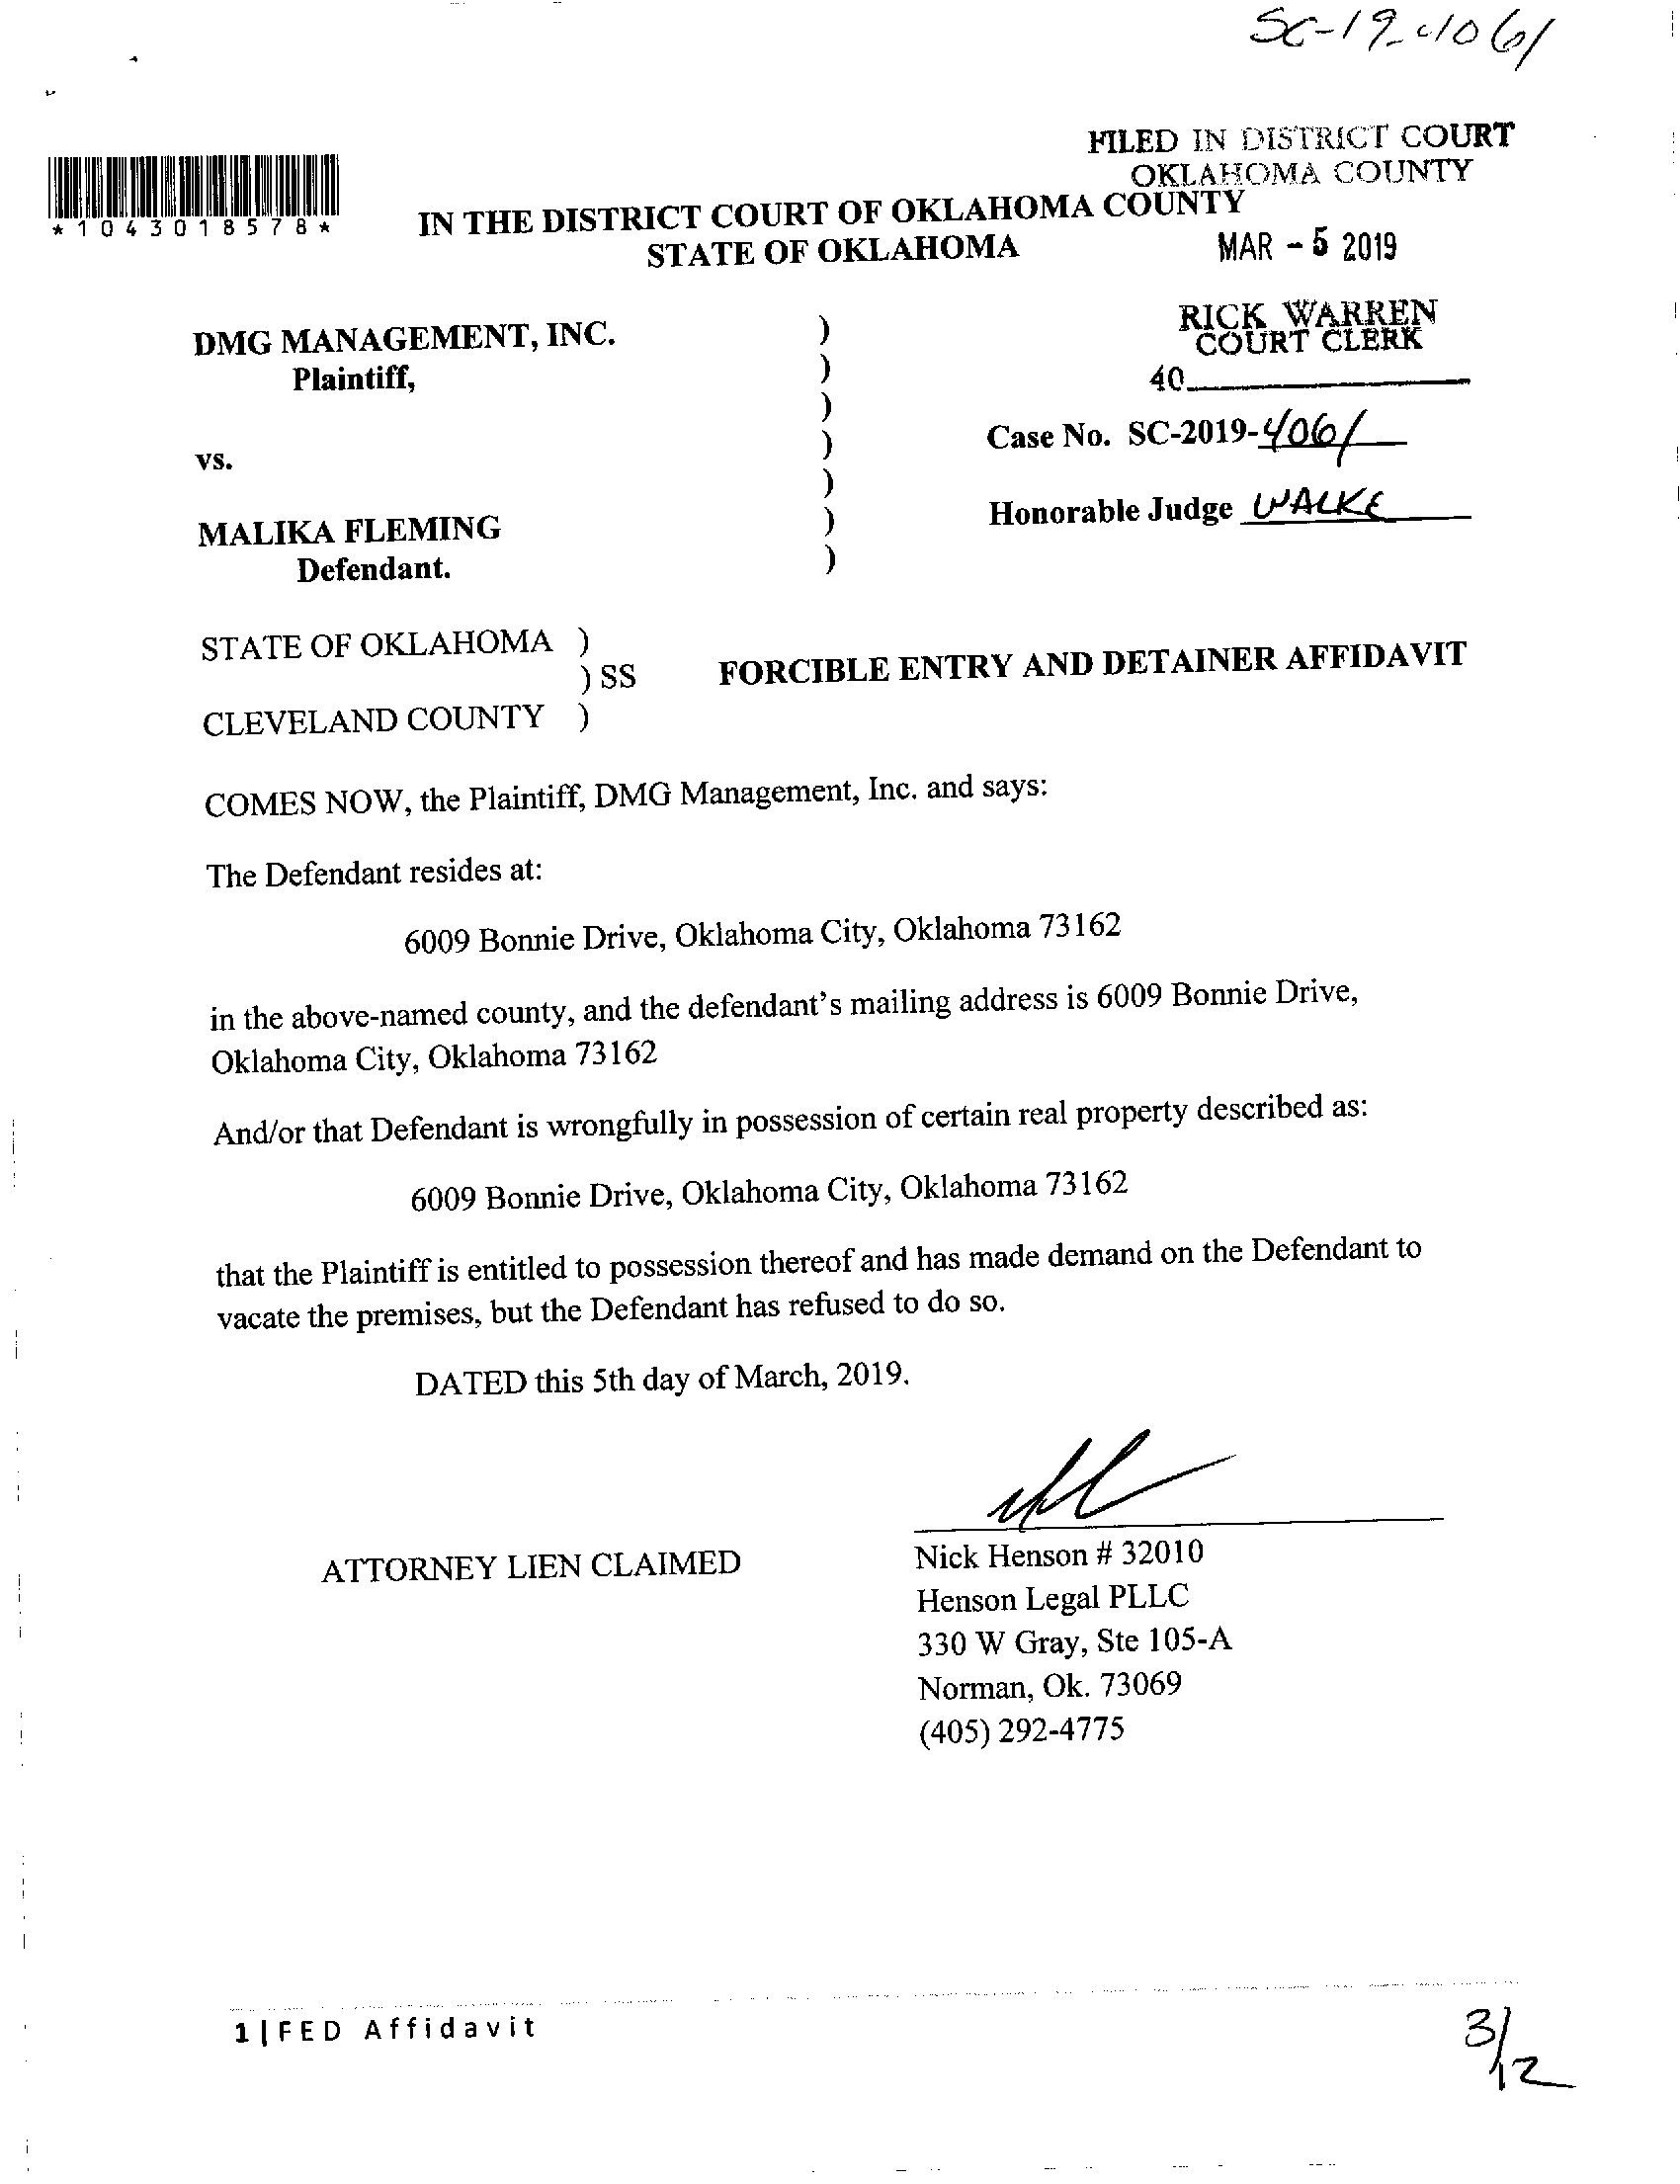 SC-19-4061
FILED IN DISTRICT COURT
OKLAHOMA COUNTY
*1043018578*
IN THE DISTRICT COURT OF OKLAHOMA COUNTY
STATE OF OKLAHOMA
MAR - 5 2019
RICK WARREN
COURT CLERK
40
DMG MANAGEMENT, INC. )
Plaintiff, )
)
Case No. SC-2019-4061
vs. )
)
Honorable Judge WALKE
MALIKA FLEMING )
Defendant. )
STATE OF OKLAHOMA )
) SS FORCIBLE ENTRY AND DETAINER AFFIDAVIT
CLEVELAND COUNTY )
COMES NOW, the Plaintiff, DMG Management, Inc. and says:
The Defendant resides at:
6009 Bonnie Drive, Oklahoma City, Oklahoma 73162
in the above-named county, and the defendant's mailing address is 6009 Bonnie Drive,
Oklahoma City, Oklahoma 73162
And/or that Defendant is wrongfully in possession of certain real property described as:
6009 Bonnie Drive, Oklahoma City, Oklahoma 73162
that the Plaintiff is entitled to possession thereof and has made demand on the Defendant to
vacate the premises, but the Defendant has refused to do so.
DATED this 5th day of March, 2019.
ATTORNEY LIEN CLAIMED
Nick Henson # 32010
Henson Legal PLLC
330 W Gray, Ste 105-A
Norman, Ok. 73069
(405) 292-4775
1|FED Affidavit
3/12